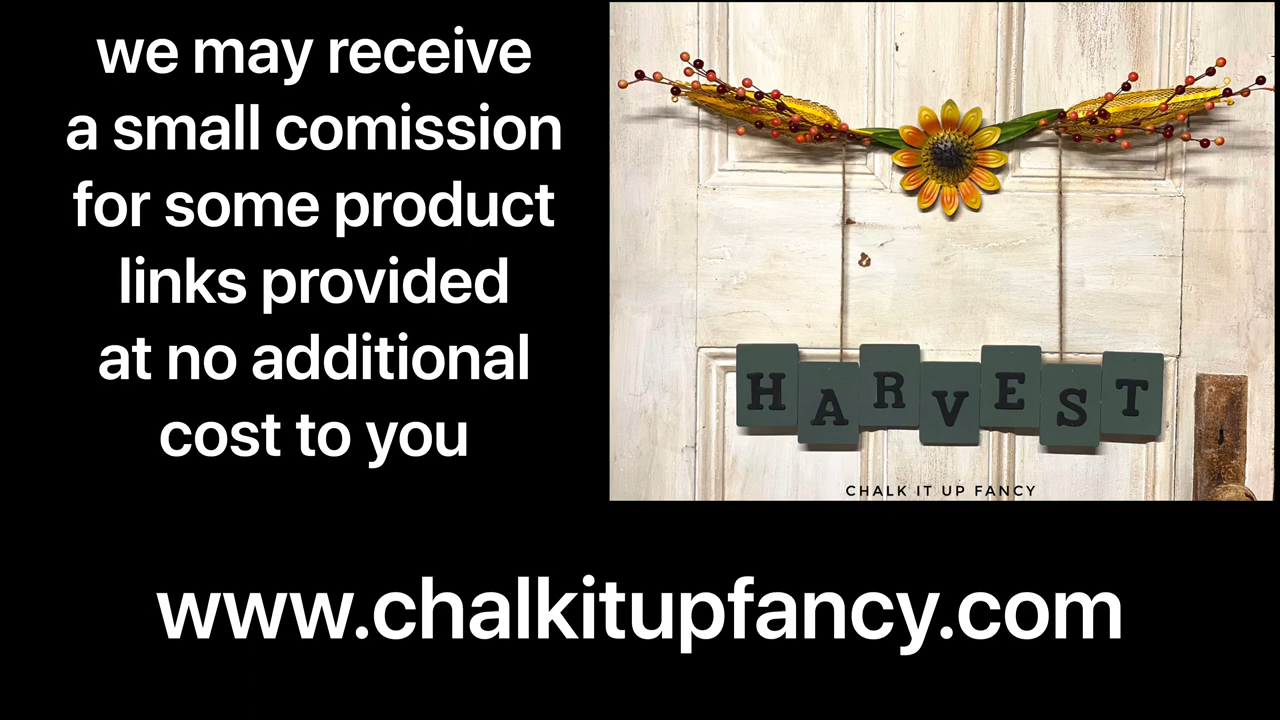 we may receive
a small comission
for some product
links provided
at no additional
cost to you
HARVEST
CHALK IT UP FANCY
www.chalkitupfancy.com